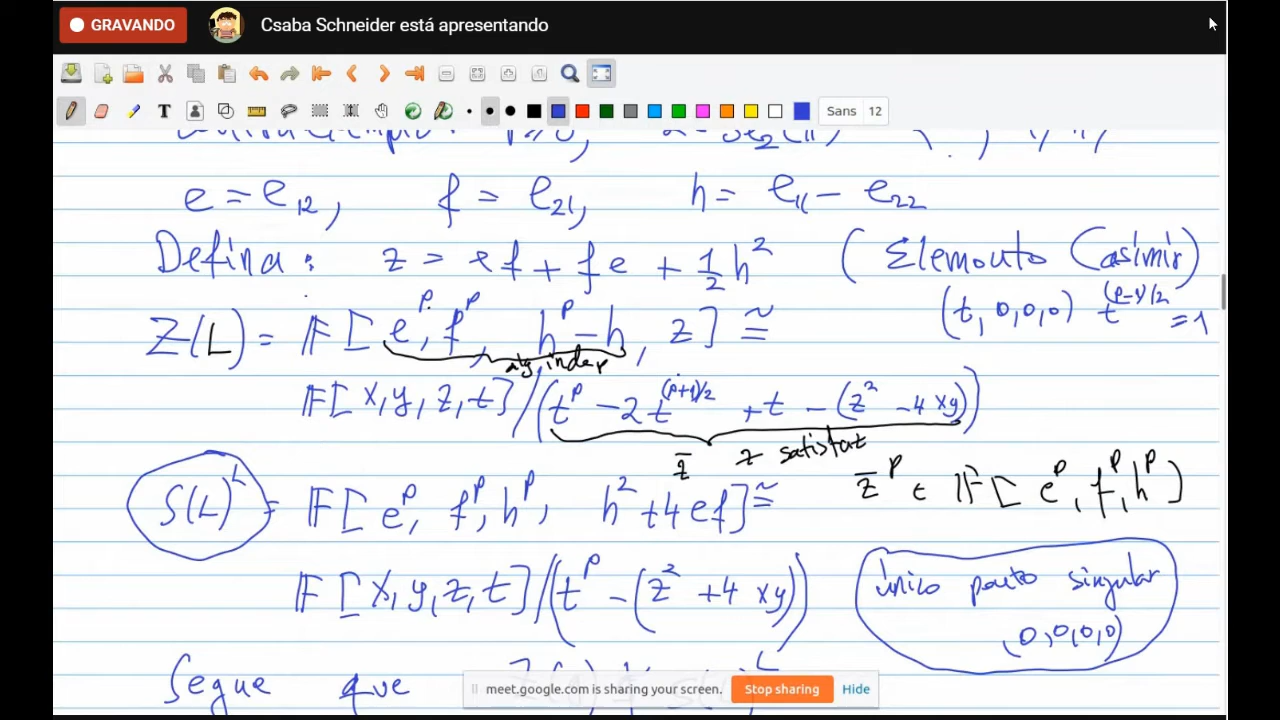 GRAVANDO Csaba Schneider está apresentando
Sans 12
e = e₁₂, f = e₂₁, h = e₁₁ − e₂₂
Defina: z = ef + fe + 1/2 h² (Elemento Casimir)
(t, 0,0,0) t^(p-1)/2 = 1
Z(L) = F[e^p, f^p, h^p − h, z] ≅
alg. indep
F[x,y,z,t]/(t^p − 2t^(p+1)/2 + t − (z² − 4xy))
z satisfaz
z̄
z̄^p ∈ F[e^p, f^p, h^p]
S(L)^L = F[e^p, f^p, h^p, h² + 4ef] ≅
F[x,y,z,t]/(t^p − (z² + 4xy))
único ponto singular
(0,0,0,0)
Segue que
meet.google.com is sharing your screen. Stop sharing Hide